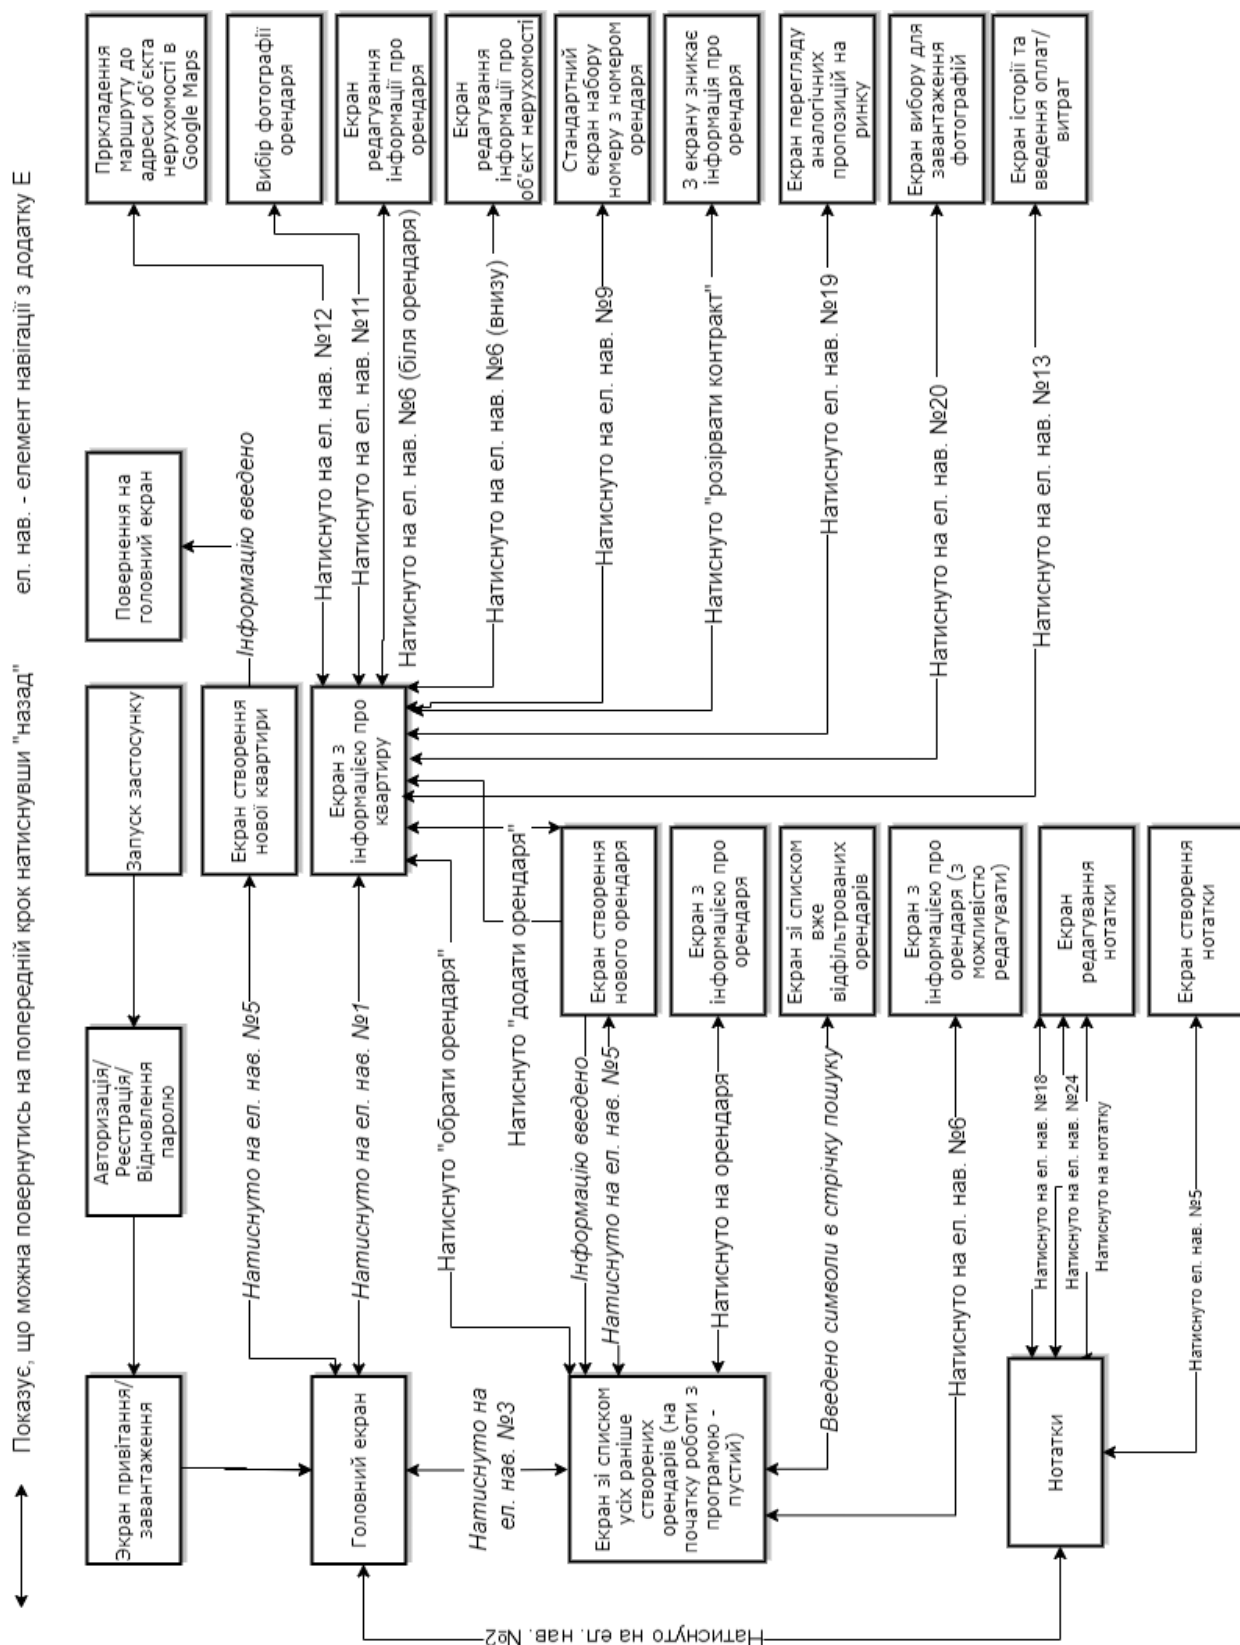 Показує, що можна повернутись на попередній крок натиснувши "назад"
ел. нав. - елемент навігації з додатку Е
Экран привітання/
завантаження
Авторизація/
Реєстрація/
Відновлення
паролю
Запуск застосунку
Повернення на
головний екран
Прркладення
маршруту до
адреси об'єкта
нерухомості в
Google Maps
Натиснуто на ел. нав. №5
Екран створення
нової квартири
Інформацію введено
Вибір фотографії
орендаря
Головний екран
Натиснуто на ел. нав. №1
Екран з
інформацією про
квартиру
Натиснуто на ел. нав. №12
Натиснуто на ел. нав. №11
Натиснуто на ел. нав. №6 (біля орендаря)
Екран
редагування
інформації про
орендаря
Натиснуто "обрати орендаря"
Натиснуто на
ел. нав. №3
Натиснуто "додати орендаря"
Натиснуто на ел. нав. №6 (внизу)
Екран
редагування
інформації про
об'єкт нерухомості
Екран зі списком
усіх раніше
створених
орендарів (на
початку роботи з
програмою -
пустий)
Інформацію введено
Натиснуто на ел. нав. №5
Екран створення
нового орендаря
Натиснуто на ел. нав. №9
Стандартний
екран набору
номеру з номером
орендаря
Натиснуто на орендаря
Екран з
інформацією про
орендаря
Натиснуто "розірвати контракт"
З екрану зникає
інформація про
орендаря
Введено символи в стрічку пошуку
Екран зі списком
вже
відфільтрованих
орендарів
Натиснуто ел. нав. №19
Екран перегляду
аналогічних
пропозицій на
ринку
Натиснуто на ел. нав. №6
Екран з
інформацією про
орендаря (з
можливістю
редагувати)
Натиснуто на ел. нав. №20
Екран вибору для
завантаження
фотографій
Нотатки
Натиснуто на ел. нав. №18
Натиснуто на ел. нав. №24
Натиснуто на нотатку
Екран
редагування
нотатки
Натиснуто на ел. нав. №13
Екран історії та
введення оплат/
витрат
Натиснуто ел. нав. №5
Екран створення
нотатки
Натиснуто на ел. нав. №2